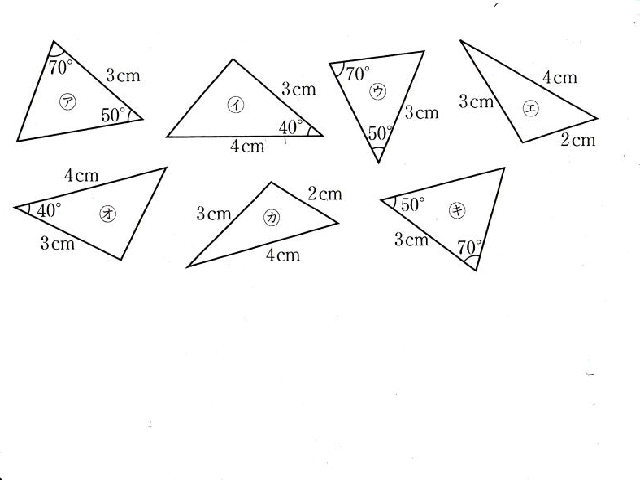 70° 3cm ㋐ 50°
3cm ㋑ 40° 4cm
70° ㋒ 3cm 50°
4cm 3cm ㋓ 2cm
4cm 40° ㋔ 3cm
2cm 3cm ㋕ 4cm
50° ㋖ 3cm 70°